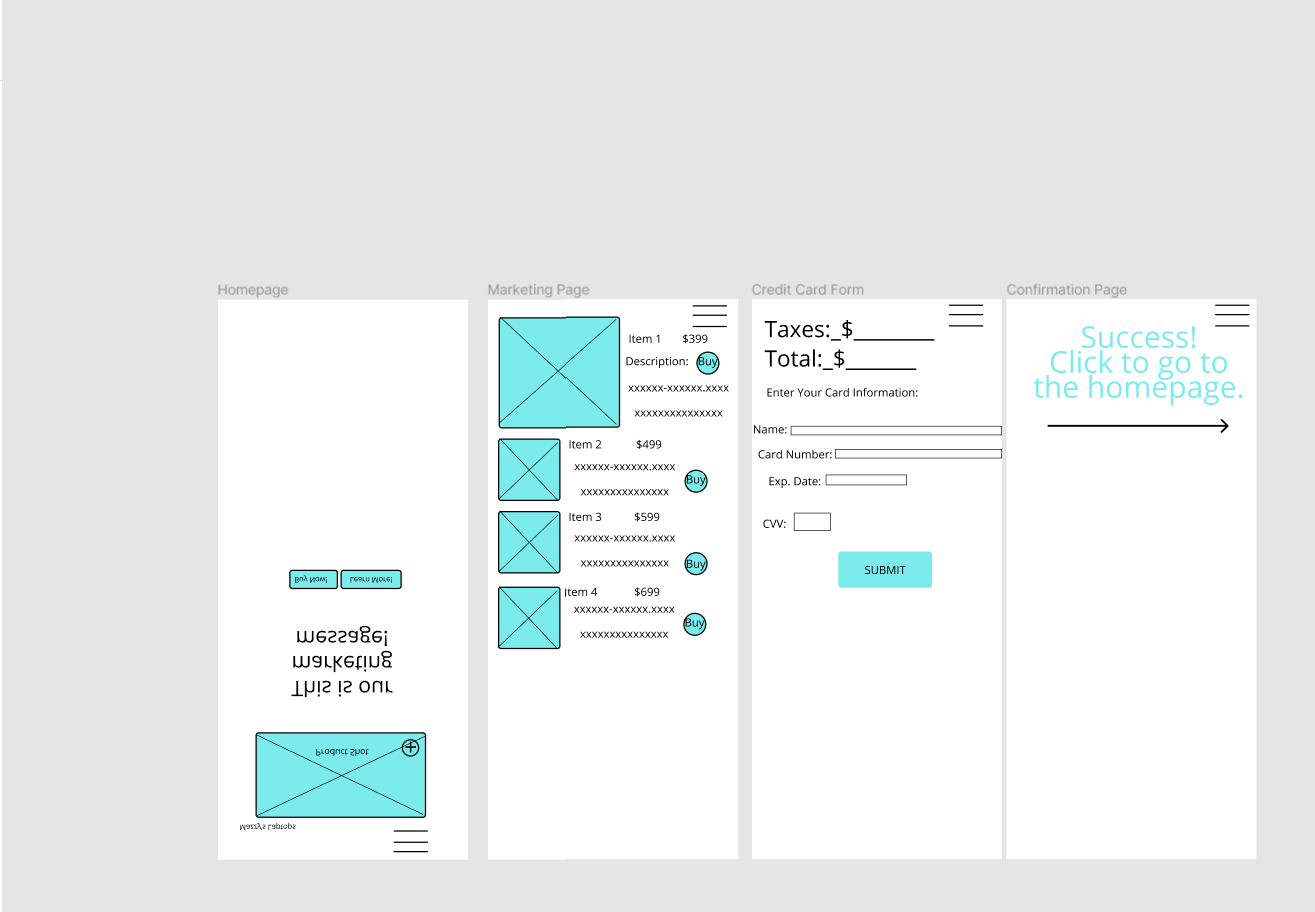 Homepage
Mazzy's Laptops
Product Shot
This is our
marketing
message!
Buy Now! Learn More!
Marketing Page
Item 1 $399
Description: Buy
xxxxxx-xxxxxx.xxxx
xxxxxxxxxxxxxxx
Item 2 $499
xxxxxx-xxxxxx.xxxx
Buy
xxxxxxxxxxxxxxx
Item 3 $599
xxxxxx-xxxxxx.xxxx
xxxxxxxxxxxxxxx Buy
Item 4 $699
xxxxxx-xxxxxx.xxxx
Buy
xxxxxxxxxxxxxxx
Credit Card Form
Taxes:_$_______
Total:_$______
Enter Your Card Information:
Name:
Card Number:
Exp. Date:
CVV:
SUBMIT
Confirmation Page
Success!
Click to go to
the homepage.